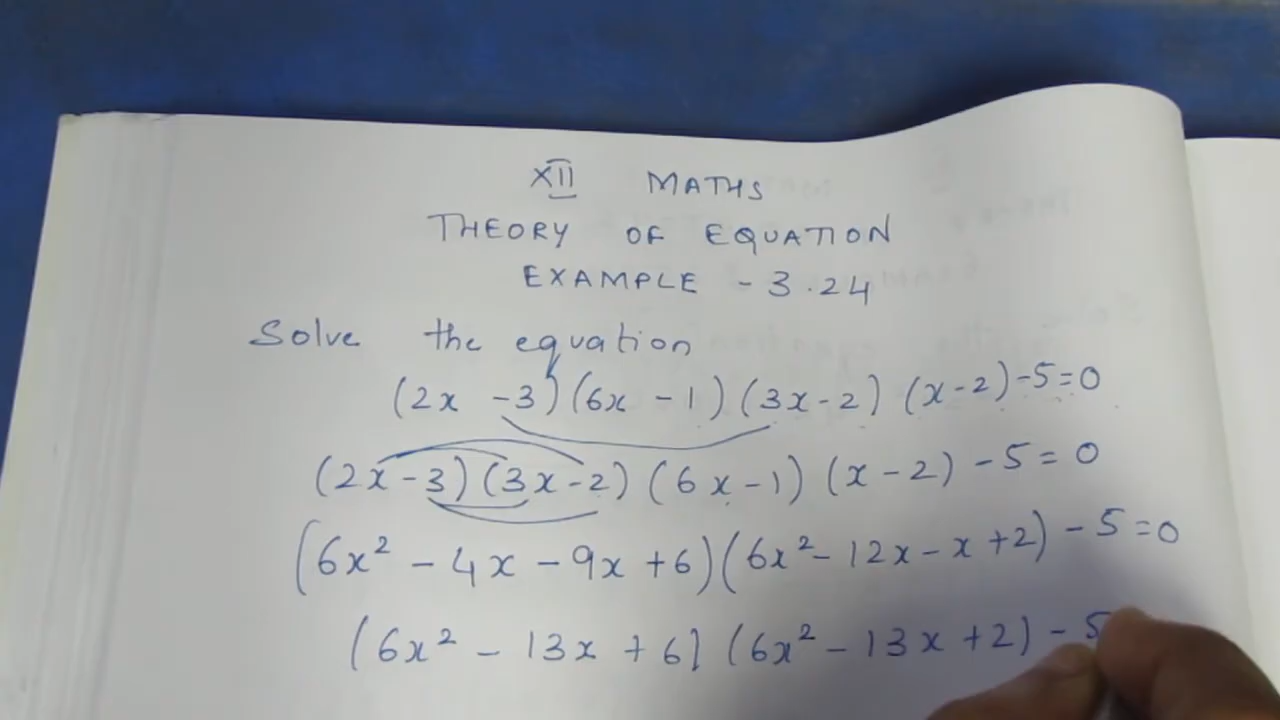 XII MATHS
THEORY OF EQUATION
EXAMPLE - 3.24
Solve the equation
(2x - 3)(6x - 1)(3x - 2)(x - 2) - 5 = 0
(2x - 3)(3x - 2)(6x - 1)(x - 2) - 5 = 0
(6x² - 4x - 9x + 6)(6x² - 12x - x + 2) - 5 = 0
(6x² - 13x + 6)(6x² - 13x + 2) - 5